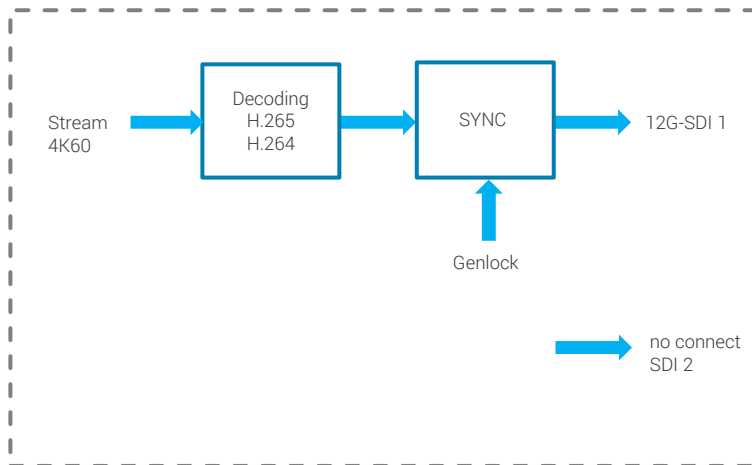 Stream
4K60
Decoding
H.265
H.264
SYNC
12G-SDI 1
Genlock
no connect
SDI 2